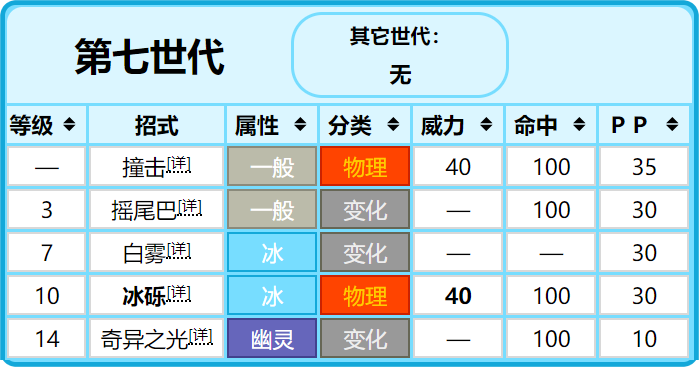 第七世代
其它世代：
无
等级 招式 属性 分类 威力 命中 ＰＰ
— 撞击[详] 一般 物理 40 100 35
3 摇尾巴[详] 一般 变化 — 100 30
7 白雾[详] 冰 变化 — — 30
10 冰砾[详] 冰 物理 40 100 30
14 奇异之光[详] 幽灵 变化 — 100 10